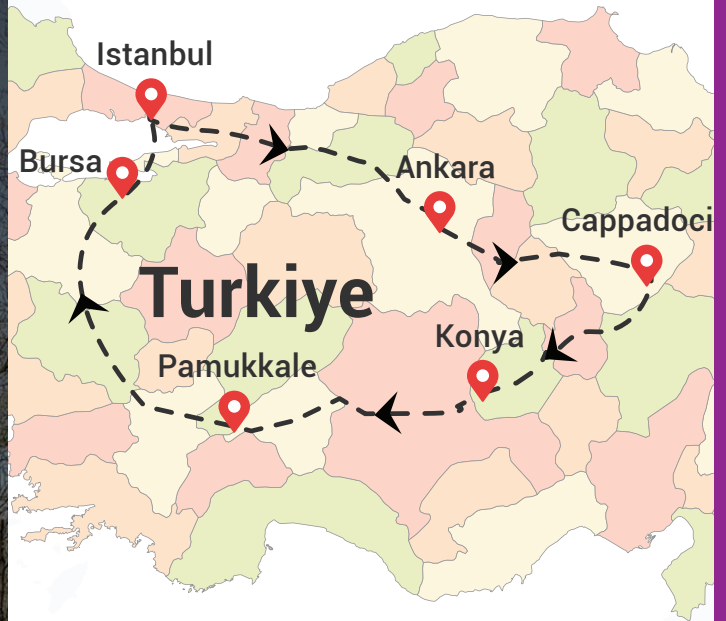 Istanbul
Bursa
Ankara
Cappadoci
Turkiye
Konya
Pamukkale